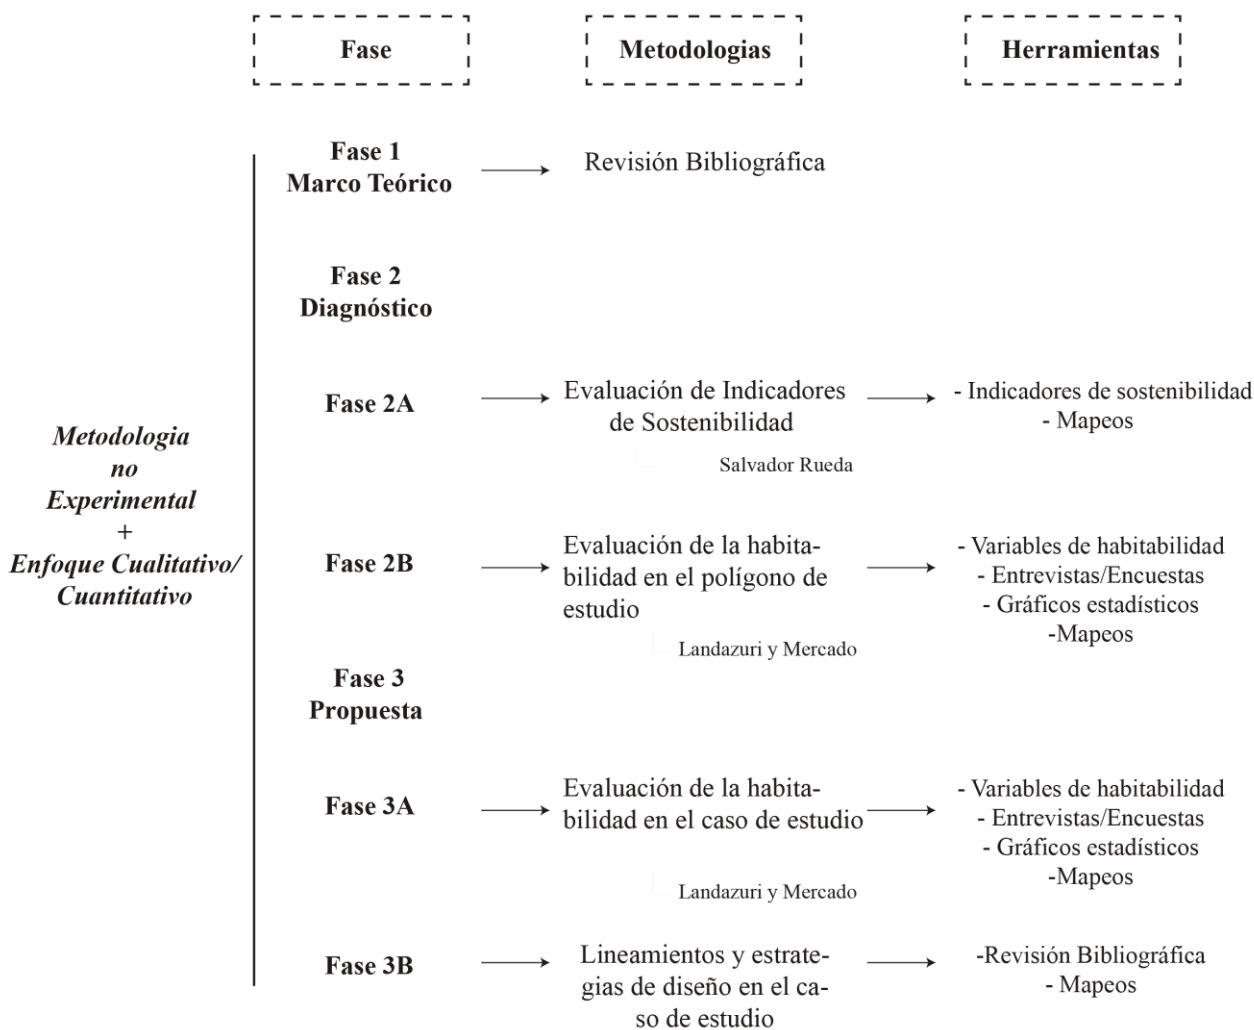 Fase
Metodologias
Herramientas
Metodologia
no
Experimental
+
Enfoque Cualitativo/
Cuantitativo
Fase 1
Marco Teórico
Revisión Bibliográfica
Fase 2
Diagnóstico
Fase 2A
Evaluación de Indicadores
de Sostenibilidad
Salvador Rueda
- Indicadores de sostenibilidad
- Mapeos
Fase 2B
Evaluación de la habita-
bilidad en el polígono de
estudio
Landazuri y Mercado
- Variables de habitabilidad
- Entrevistas/Encuestas
- Gráficos estadísticos
-Mapeos
Fase 3
Propuesta
Fase 3A
Evaluación de la habita-
bilidad en el caso de estudio
Landazuri y Mercado
- Variables de habitabilidad
- Entrevistas/Encuestas
- Gráficos estadísticos
-Mapeos
Fase 3B
Lineamientos y estrate-
gias de diseño en el ca-
so de estudio
-Revisión Bibliográfica
- Mapeos